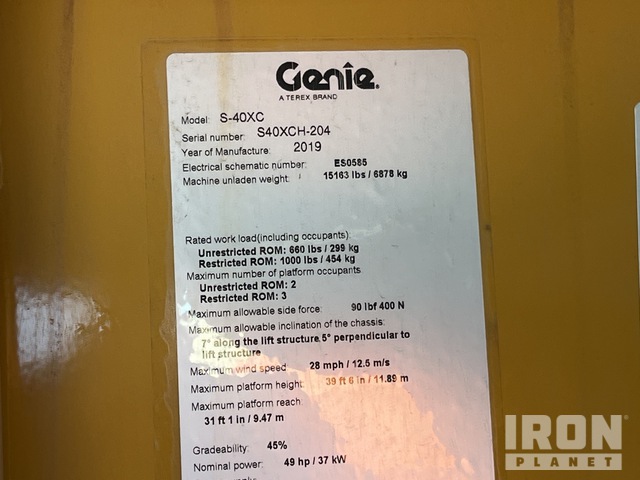 Genie.
A TEREX BRAND
Model: S-40XC
Serial number: S40XCH-204
Year of Manufacture: 2019
Electrical schematic number: ES0585
Machine unladen weight: 15163 lbs / 6878 kg
Rated work load(including occupants):
Unrestricted ROM: 660 lbs / 299 kg
Restricted ROM: 1000 lbs / 454 kg
Maximum number of platform occupants
Unrestricted ROM: 2
Restricted ROM: 3
Maximum allowable side force: 90 lbf 400 N
Maximum allowable inclination of the chassis:
7° along the lift structure 5° perpendicular to
lift structure
Maximum wind speed 28 mph / 12.5 m/s
Maximum platform height: 39 ft 6 in / 11.89 m
Maximum platform reach:
31 ft 1 in / 9.47 m
Gradeability: 45%
Nominal power: 49 hp / 37 kW
IRON
PLANET